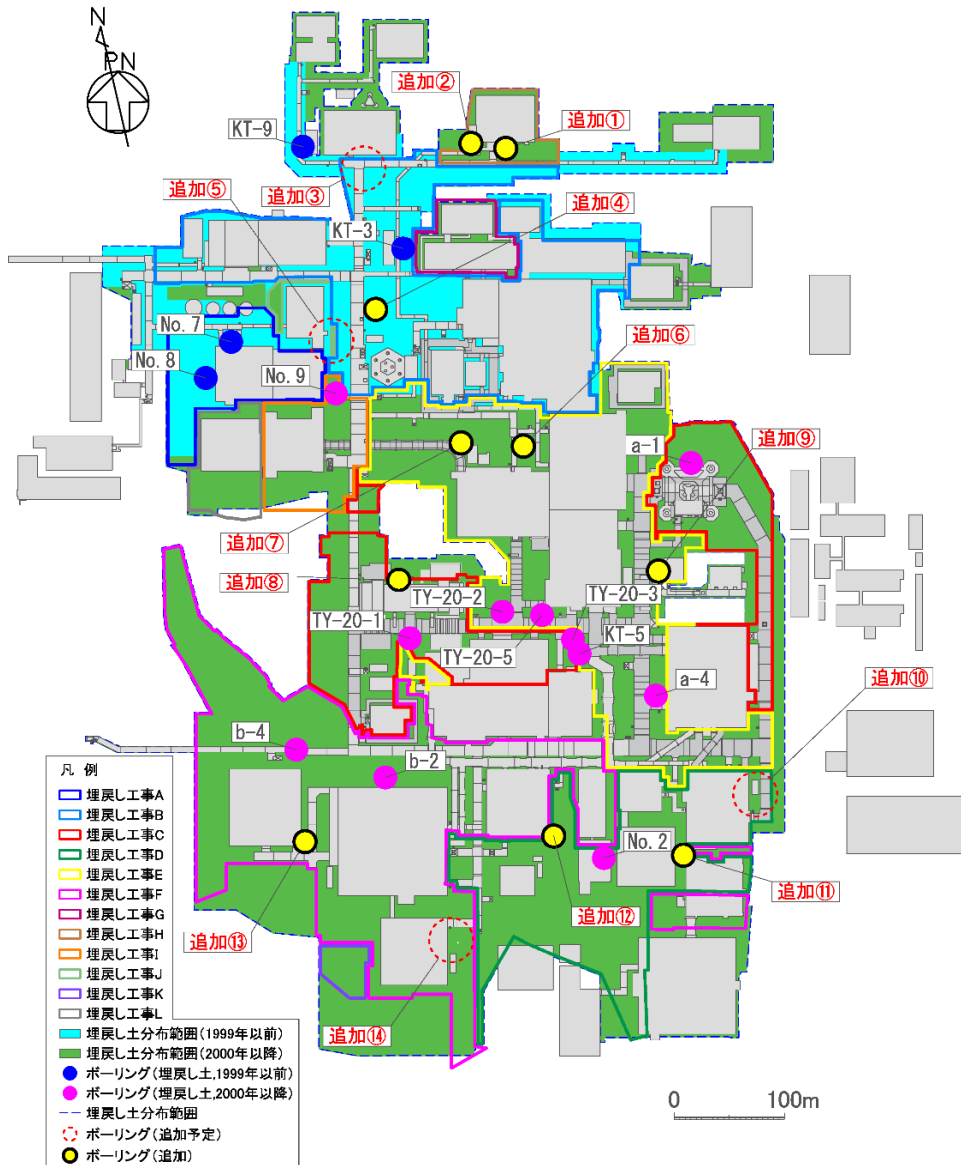 N
PN
追加②
追加①
KT-9
追加③
追加⑤
追加④
KT-3
No. 7
追加⑥
No. 8
No. 9
追加⑨
a-1
追加⑦
追加⑧
TY-20-2
TY-20-3
TY-20-1
KT-5
TY-20-5
a-4
追加⑩
b-4
b-2
No. 2
追加⑪
追加⑫
追加⑬
追加⑭
凡 例
埋戻し工事A
埋戻し工事B
埋戻し工事C
埋戻し工事D
埋戻し工事E
埋戻し工事F
埋戻し工事G
埋戻し工事H
埋戻し工事I
埋戻し工事J
埋戻し工事K
埋戻し工事L
埋戻し土分布範囲(1999年以前)
埋戻し土分布範囲(2000年以降)
ボーリング(埋戻し土,1999年以前)
ボーリング(埋戻し土,2000年以降)
埋戻し土分布範囲
ボーリング(追加予定)
ボーリング(追加)
0 100m